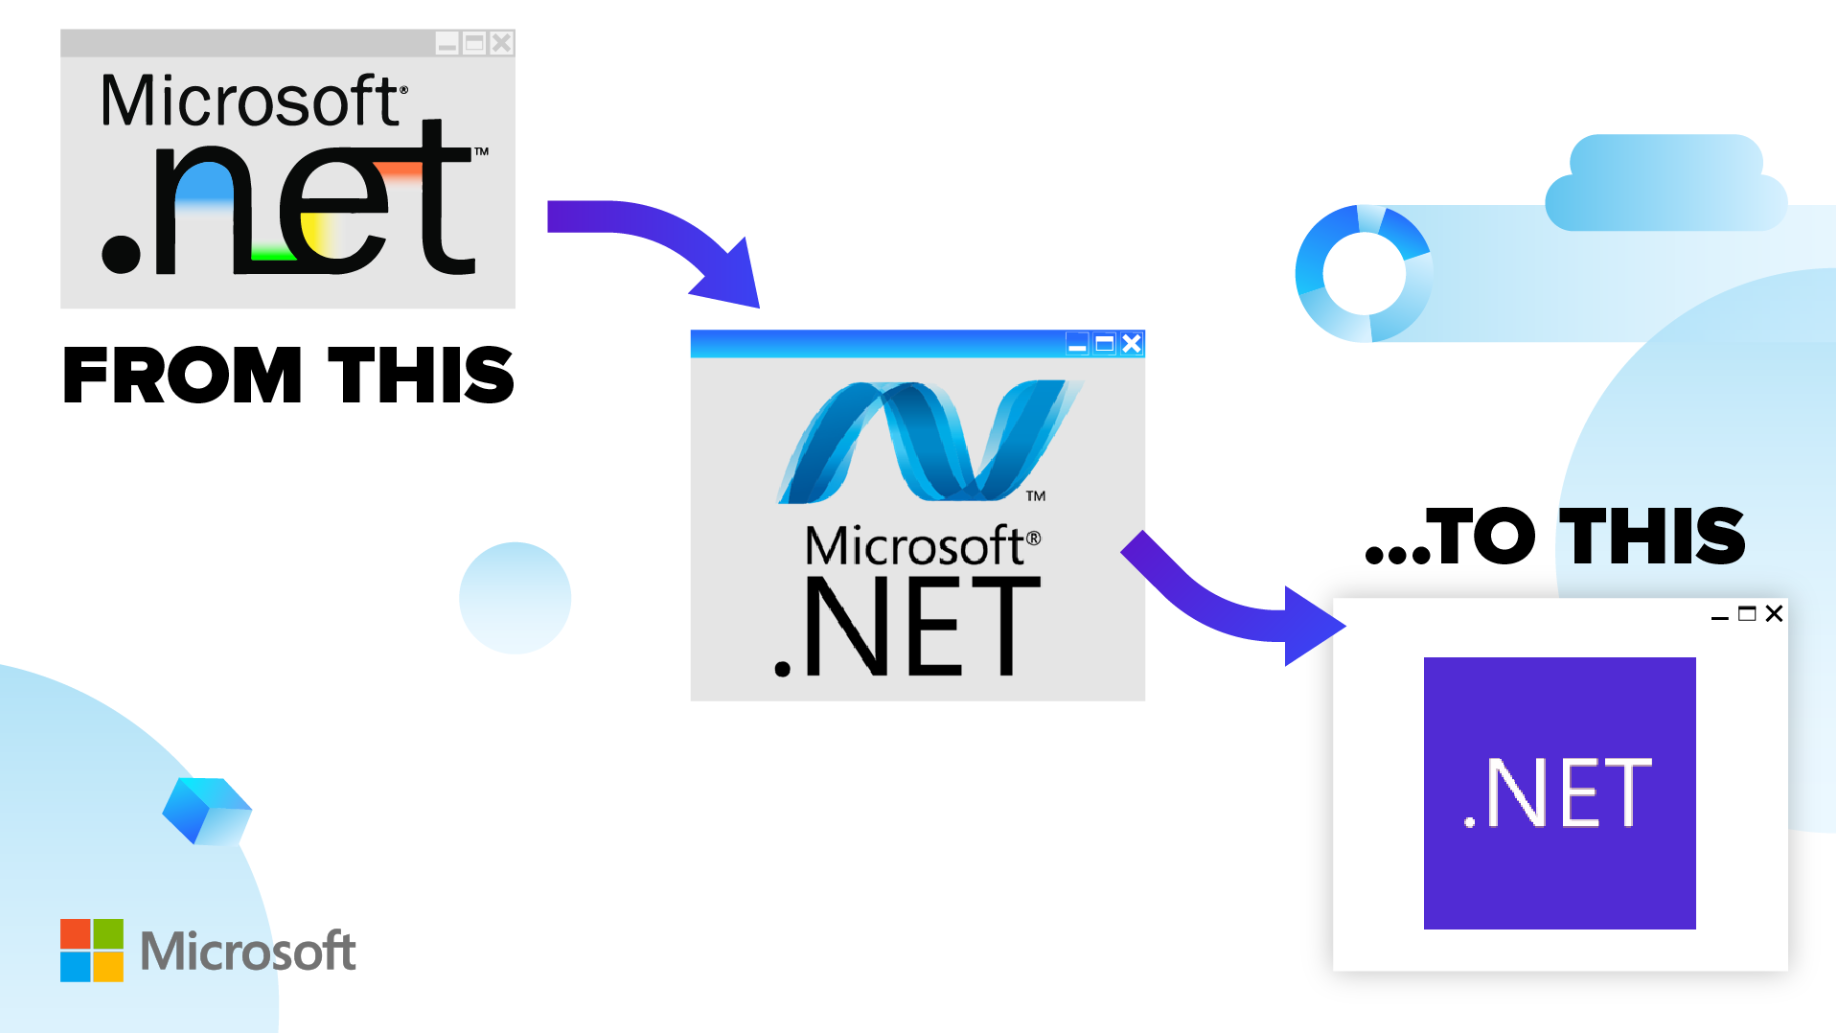 Microsoft®
.net™
FROM THIS
™
Microsoft®
.NET
...TO THIS
.NET
Microsoft